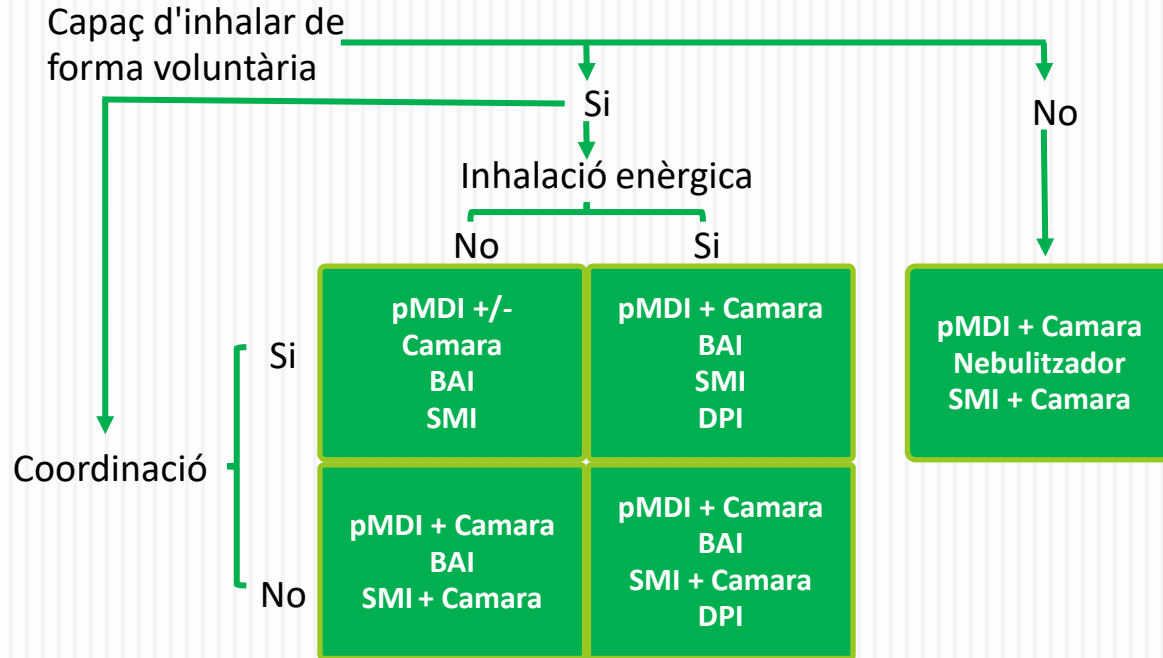 Capaç d'inhalar de
forma voluntària
Si
No
Inhalació enèrgica
No
Si
Si
pMDI +/-
Camara
BAI
SMI
pMDI + Camara
BAI
SMI
DPI
pMDI + Camara
Nebulitzador
SMI + Camara
Coordinació
No
pMDI + Camara
BAI
SMI + Camara
pMDI + Camara
BAI
SMI + Camara
DPI